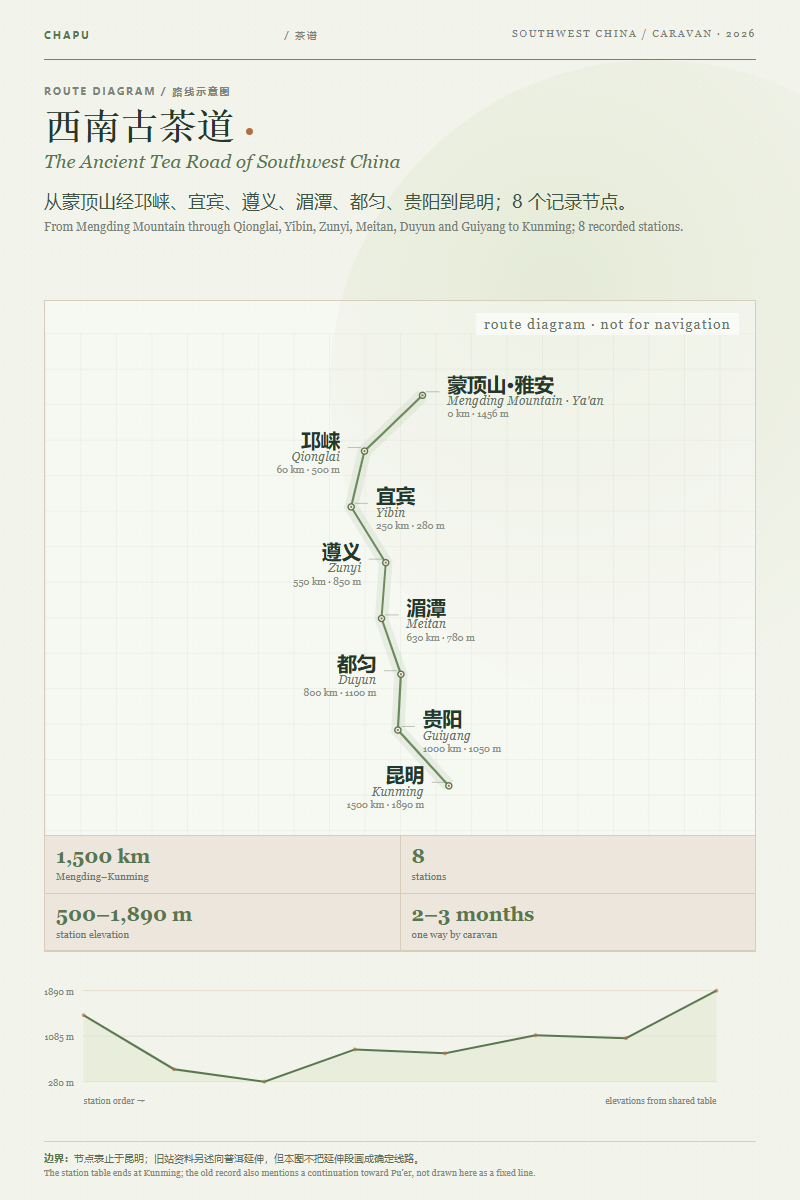 CHAPU / 茶谱 SOUTHWEST CHINA / CARAVAN · 2026
ROUTE DIAGRAM / 路线示意图
西南古茶道
The Ancient Tea Road of Southwest China
从蒙顶山经邛崃、宜宾、遵义、湄潭、都匀、贵阳到昆明；8 个记录节点。
From Mengding Mountain through Qionglai, Yibin, Zunyi, Meitan, Duyun and Guiyang to Kunming; 8 recorded stations.
route diagram · not for navigation
蒙顶山·雅安
Mengding Mountain · Ya'an
0 km · 1456 m
邛崃
Qionglai
60 km · 500 m
宜宾
Yibin
250 km · 280 m
遵义
Zunyi
550 km · 850 m
湄潭
Meitan
630 km · 780 m
都匀
Duyun
800 km · 1100 m
贵阳
Guiyang
1000 km · 1050 m
昆明
Kunming
1500 km · 1890 m
1,500 km
Mengding–Kunming
8
stations
500–1,890 m
station elevation
2–3 months
one way by caravan
1890 m
1085 m
280 m
station order →
elevations from shared table
边界：节点表止于昆明；旧站资料另述向普洱延伸，但本图不把延伸段画成确定线路。
The station table ends at Kunming; the old record also mentions a continuation toward Pu'er, not drawn here as a fixed line.